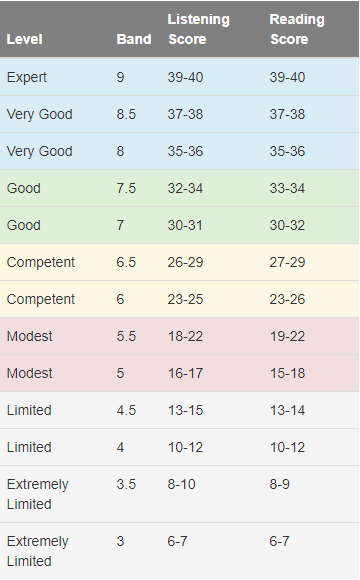 Level Band Listening Score Reading Score
Expert 9 39-40 39-40
Very Good 8.5 37-38 37-38
Very Good 8 35-36 35-36
Good 7.5 32-34 33-34
Good 7 30-31 30-32
Competent 6.5 26-29 27-29
Competent 6 23-25 23-26
Modest 5.5 18-22 19-22
Modest 5 16-17 15-18
Limited 4.5 13-15 13-14
Limited 4 10-12 10-12
Extremely Limited 3.5 8-10 8-9
Extremely Limited 3 6-7 6-7